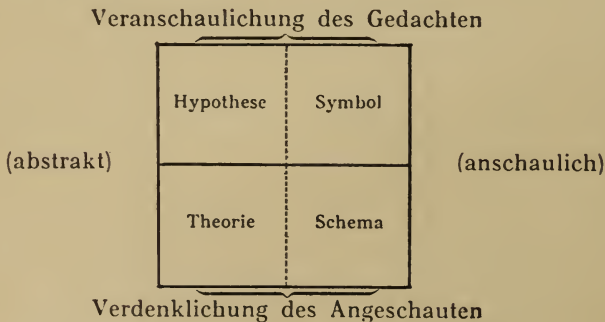 Veranschaulichung des Gedachten
Hypothese Symbol
(abstrakt) (anschaulich)
Theorie Schema
Verdenklichung des Angeschauten